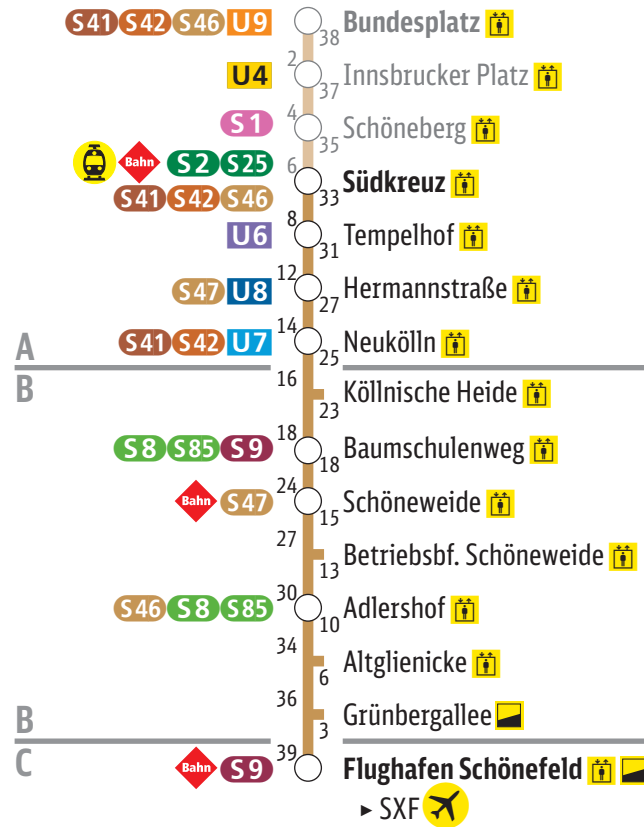 S41 S42 S46 U9 38 Bundesplatz
2
U4 37 Innsbrucker Platz
4
S1 35 Schöneberg
6
Bahn S2 S25
33 Südkreuz
S41 S42 S46
8
U6 31 Tempelhof
12
S47 U8 27 Hermannstraße
14
S41 S42 U7 25 Neukölln
A
B
16
23 Köllnische Heide
18
S8 S85 S9 18 Baumschulenweg
24
Bahn S47 15 Schöneweide
27
13 Betriebsbf. Schöneweide
30
S46 S8 S85 10 Adlershof
34
6 Altglienicke
36
3 Grünbergallee
B
C
39
Bahn S9 Flughafen Schönefeld
▸ SXF